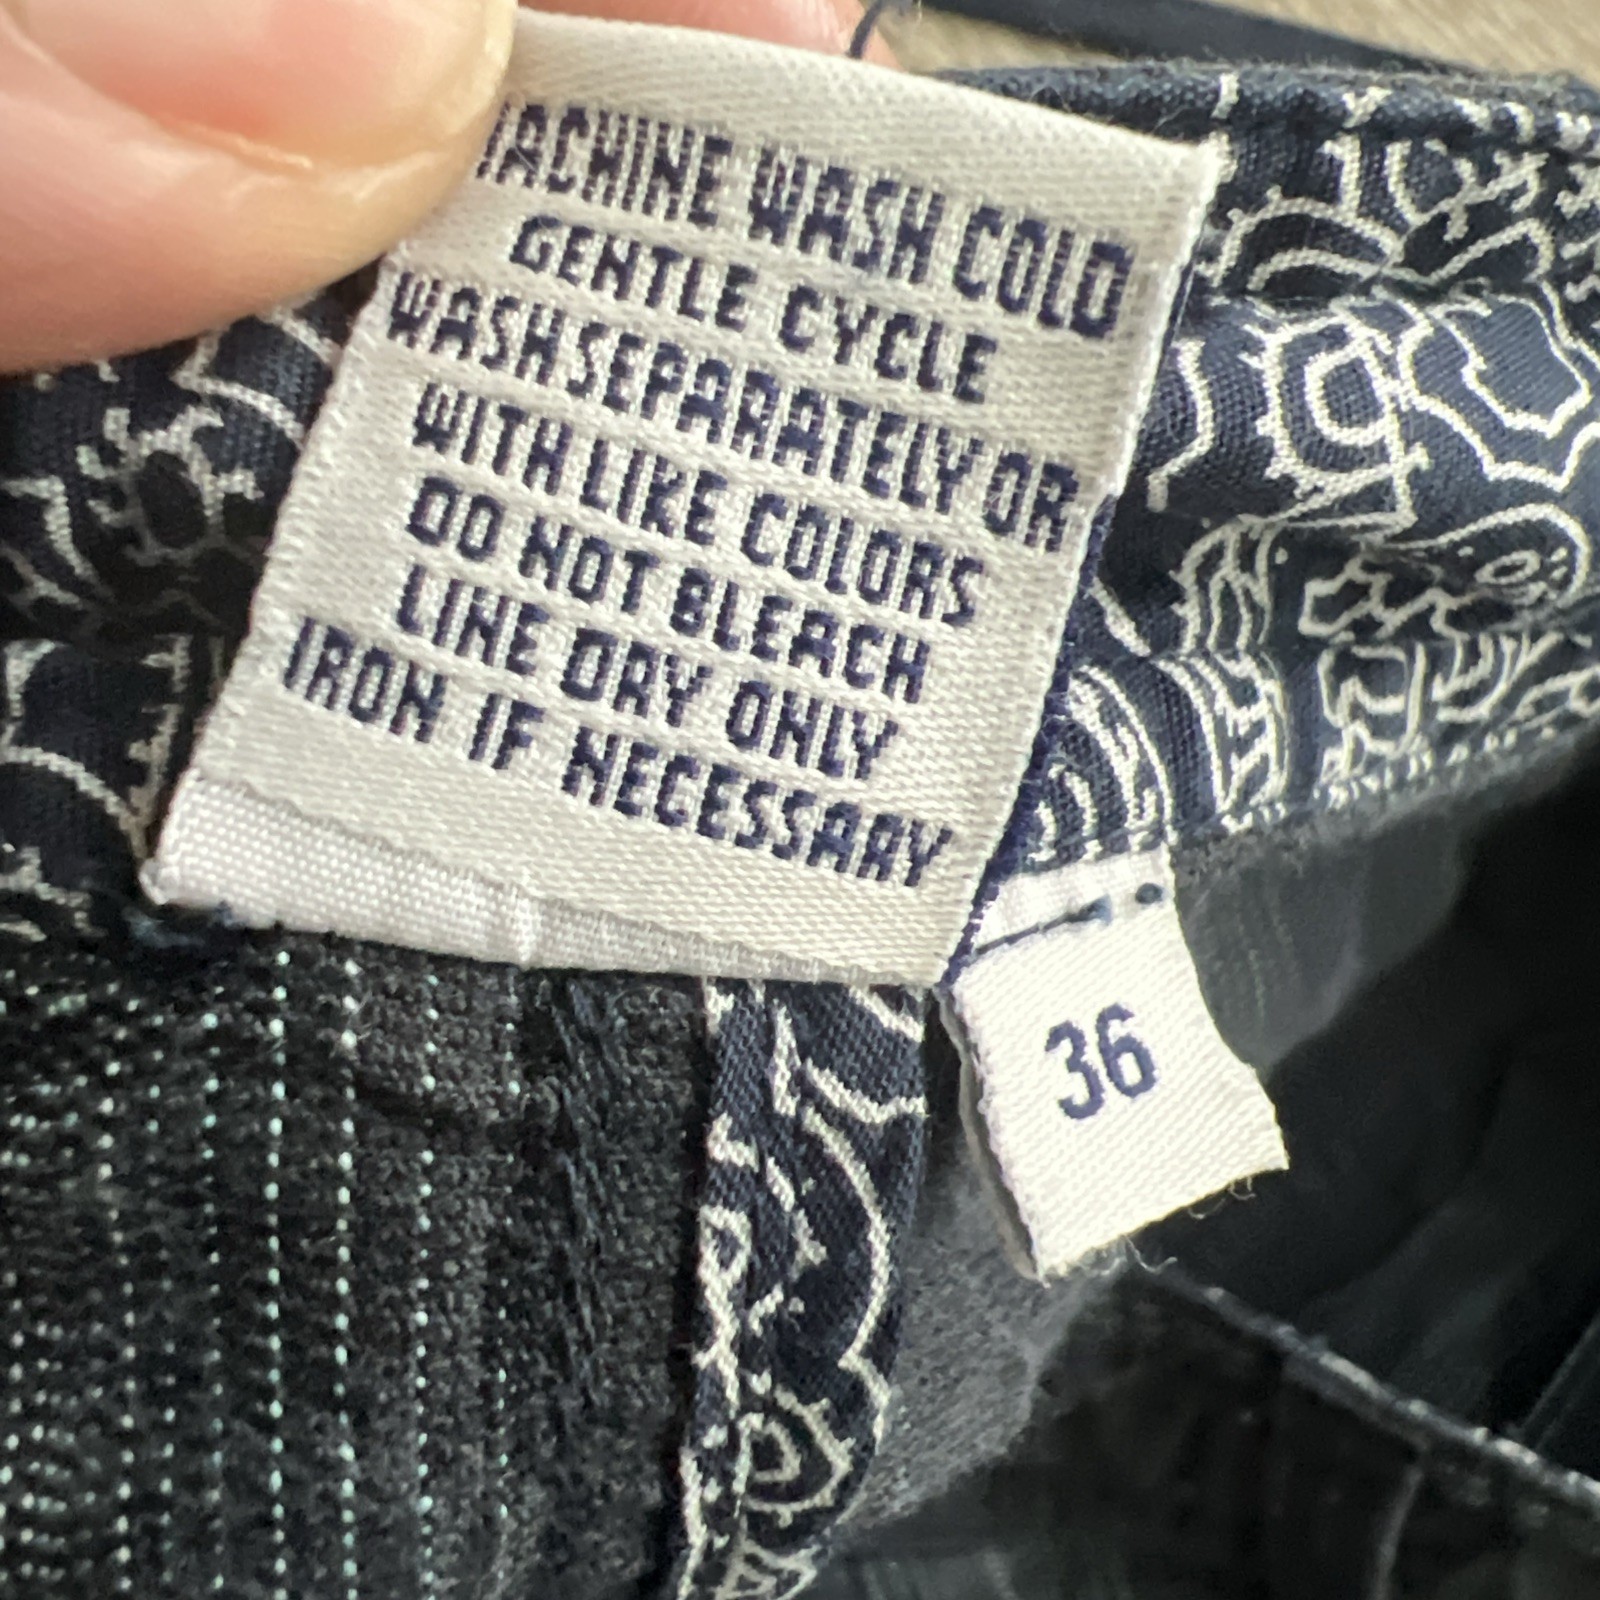 MACHINE WASH COLD
GENTLE CYCLE
WASH SEPARATELY OR
WITH LIKE COLORS
DO NOT BLEACH
LINE DRY ONLY
IRON IF NECESSARY
36